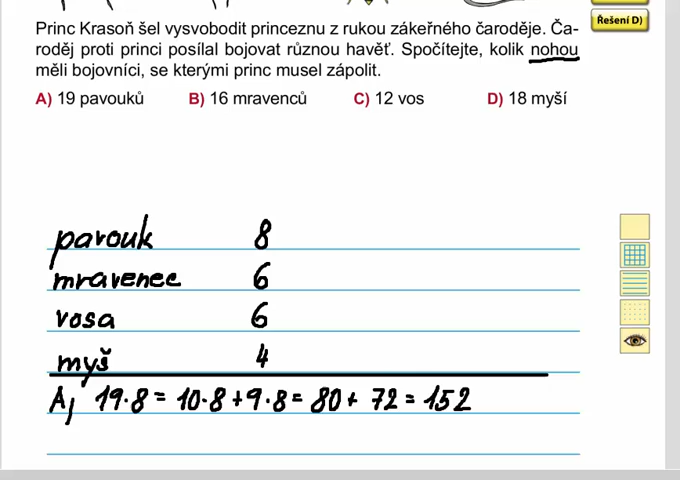 Princ Krasoň šel vysvobodit princeznu z rukou zákeřného čaroděje. Ča-
roděj proti princi posílal bojovat různou havěť. Spočítejte, kolik nohou
měli bojovníci, se kterými princ musel zápolit.
A) 19 pavouků B) 16 mravenců C) 12 vos D) 18 myší
Řešení D)
pavouk 8
mravenec 6
vosa 6
myš 4
A) 19·8 = 10·8 + 9·8 = 80 + 72 = 152